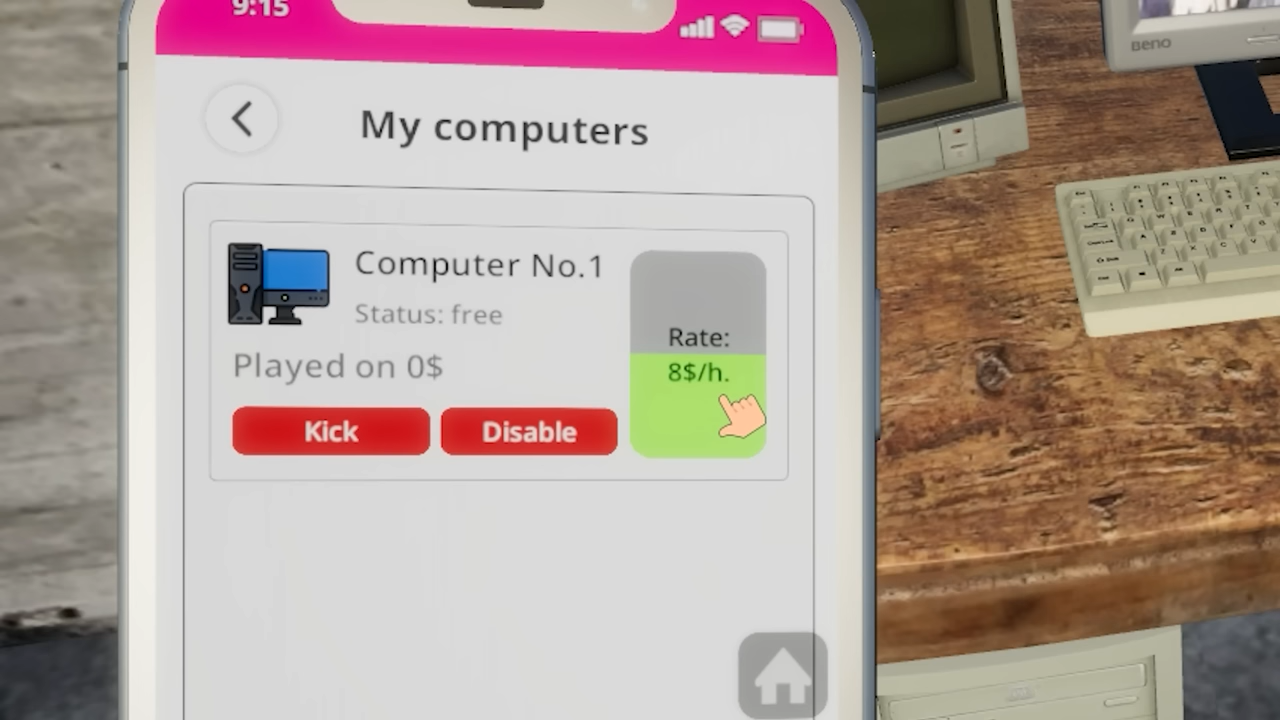 9:15
My computers
Computer No.1
Status: free
Played on 0$
Kick
Disable
Rate:
8$/h.
BenQ